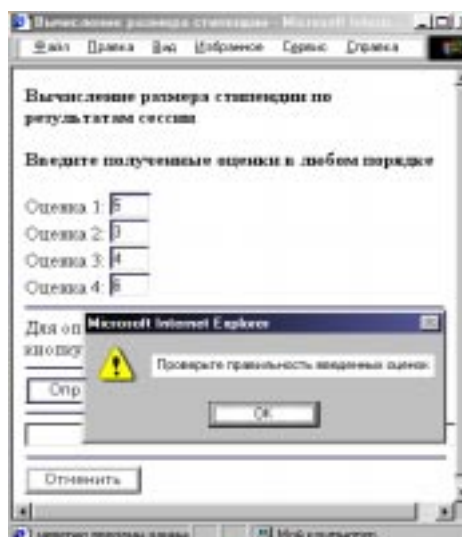 Вычисление размера стипендии - Microsoft
Файл Правка Вид Избранное Сервис Справка
Вычисление размера стипендии по
результатам сессии
Введите полученные оценки в любом порядке
Оценка 1: 5
Оценка 2: 3
Оценка 3: 4
Оценка 4: 6
Для оп
кнопку
Microsoft Internet Explorer
Проверьте правильность введенных оценок
Опр
OK
Отменить
Мой компьютер